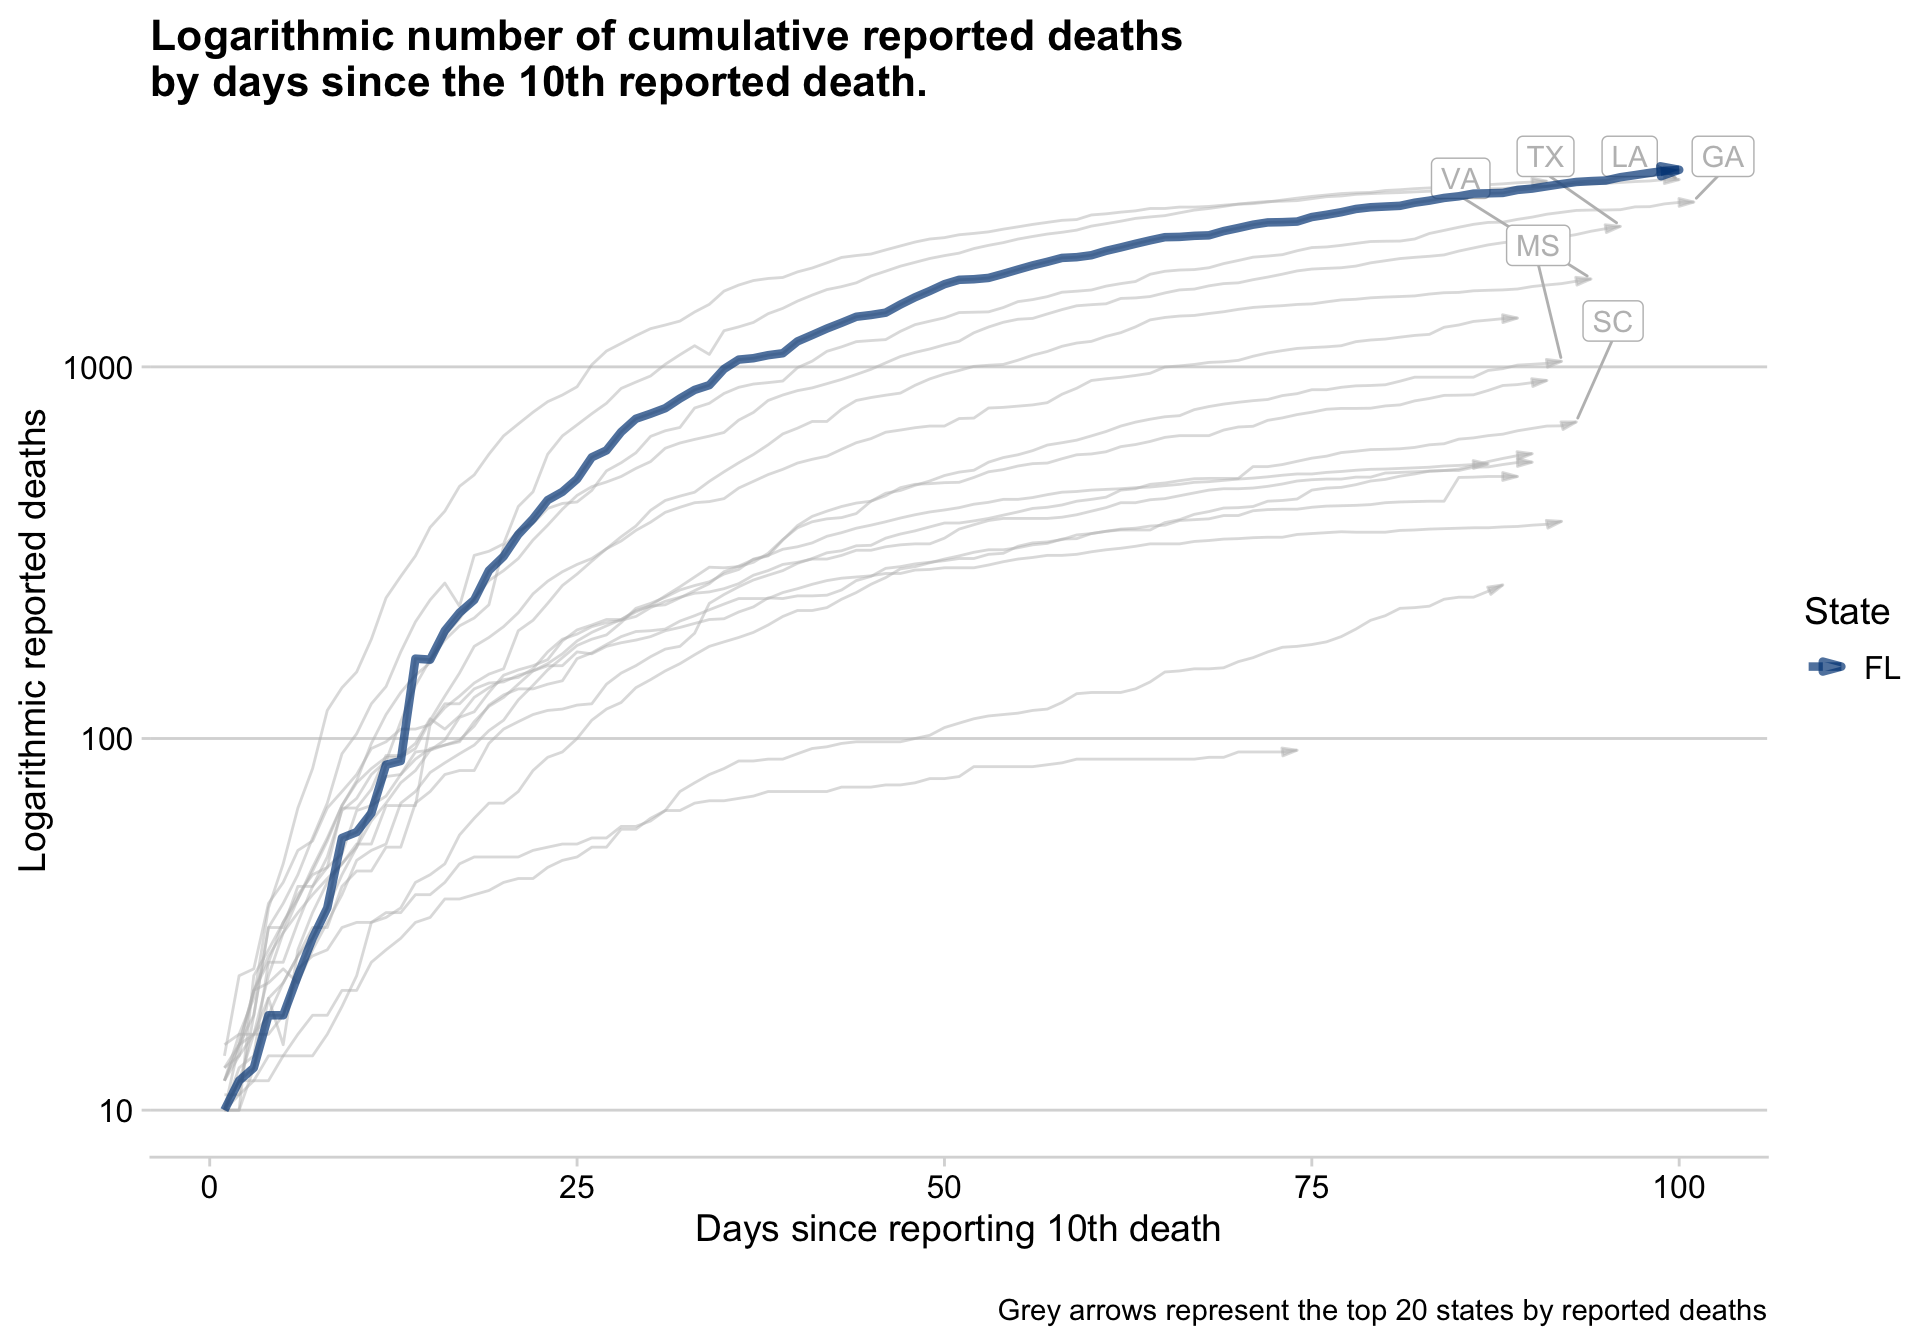 Logarithmic number of cumulative reported deaths
by days since the 10th reported death.
VA
TX
LA
GA
MS
SC
1000
100
10
Logarithmic reported deaths
State
FL
0
25
50
75
100
Days since reporting 10th death
Grey arrows represent the top 20 states by reported deaths